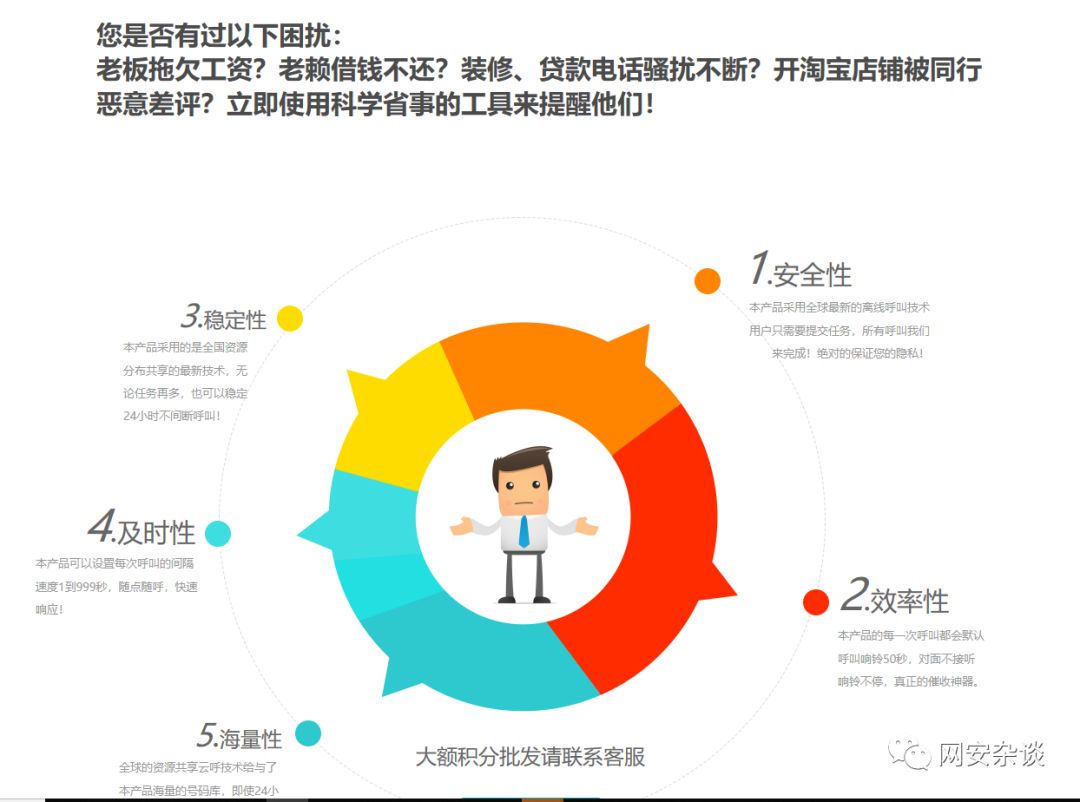 您是否有过以下困扰：
老板拖欠工资？老赖借钱不还？装修、贷款电话骚扰不断？开淘宝店铺被同行
恶意差评？立即使用科学省事的工具来提醒他们！
1.安全性
本产品采用全球最新的离线呼叫技术
用户只需要提交任务，所有呼叫我们
来完成！绝对的保证您的隐私！
3.稳定性
本产品采用的是全国资源
分布共享的最新技术，无
论任务再多，也可以稳定
24小时不间断呼叫！
4.及时性
本产品可以设置每次呼叫的间隔
速度1到999秒，随点随呼，快速
响应！
2.效率性
本产品的每一次呼叫都会默认
呼叫响铃50秒，对面不接听
响铃不停，真正的催收神器。
5.海量性
全球的资源共享云呼技术给与了
本产品海量的号码库，即使24小
大额积分批发请联系客服
网安杂谈